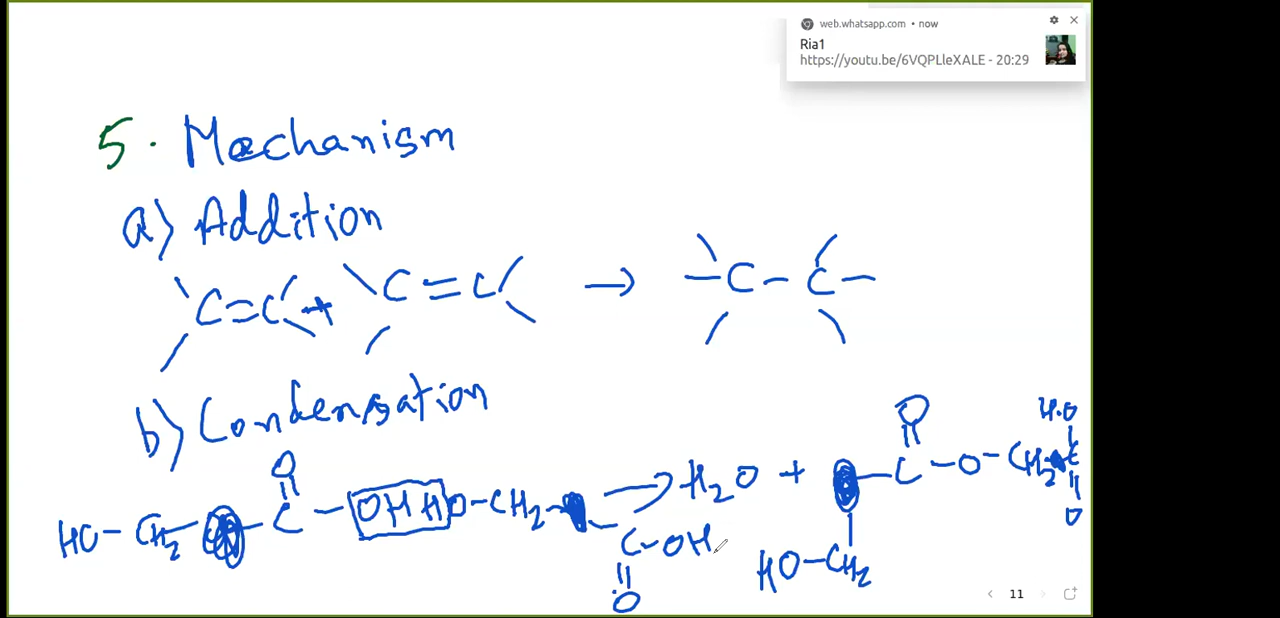 web.whatsapp.com • now
Ria1
https://youtu.be/6VQPLleXALE - 20:29
5. Mechanism
a) Addition
C=C + C=C → C-C
b) Condensation
HO-CH2 - C - OH HO-CH2 - → H2O + - C - O - CH2 C
O O H.O
C-OH HO-CH2 O
O
11